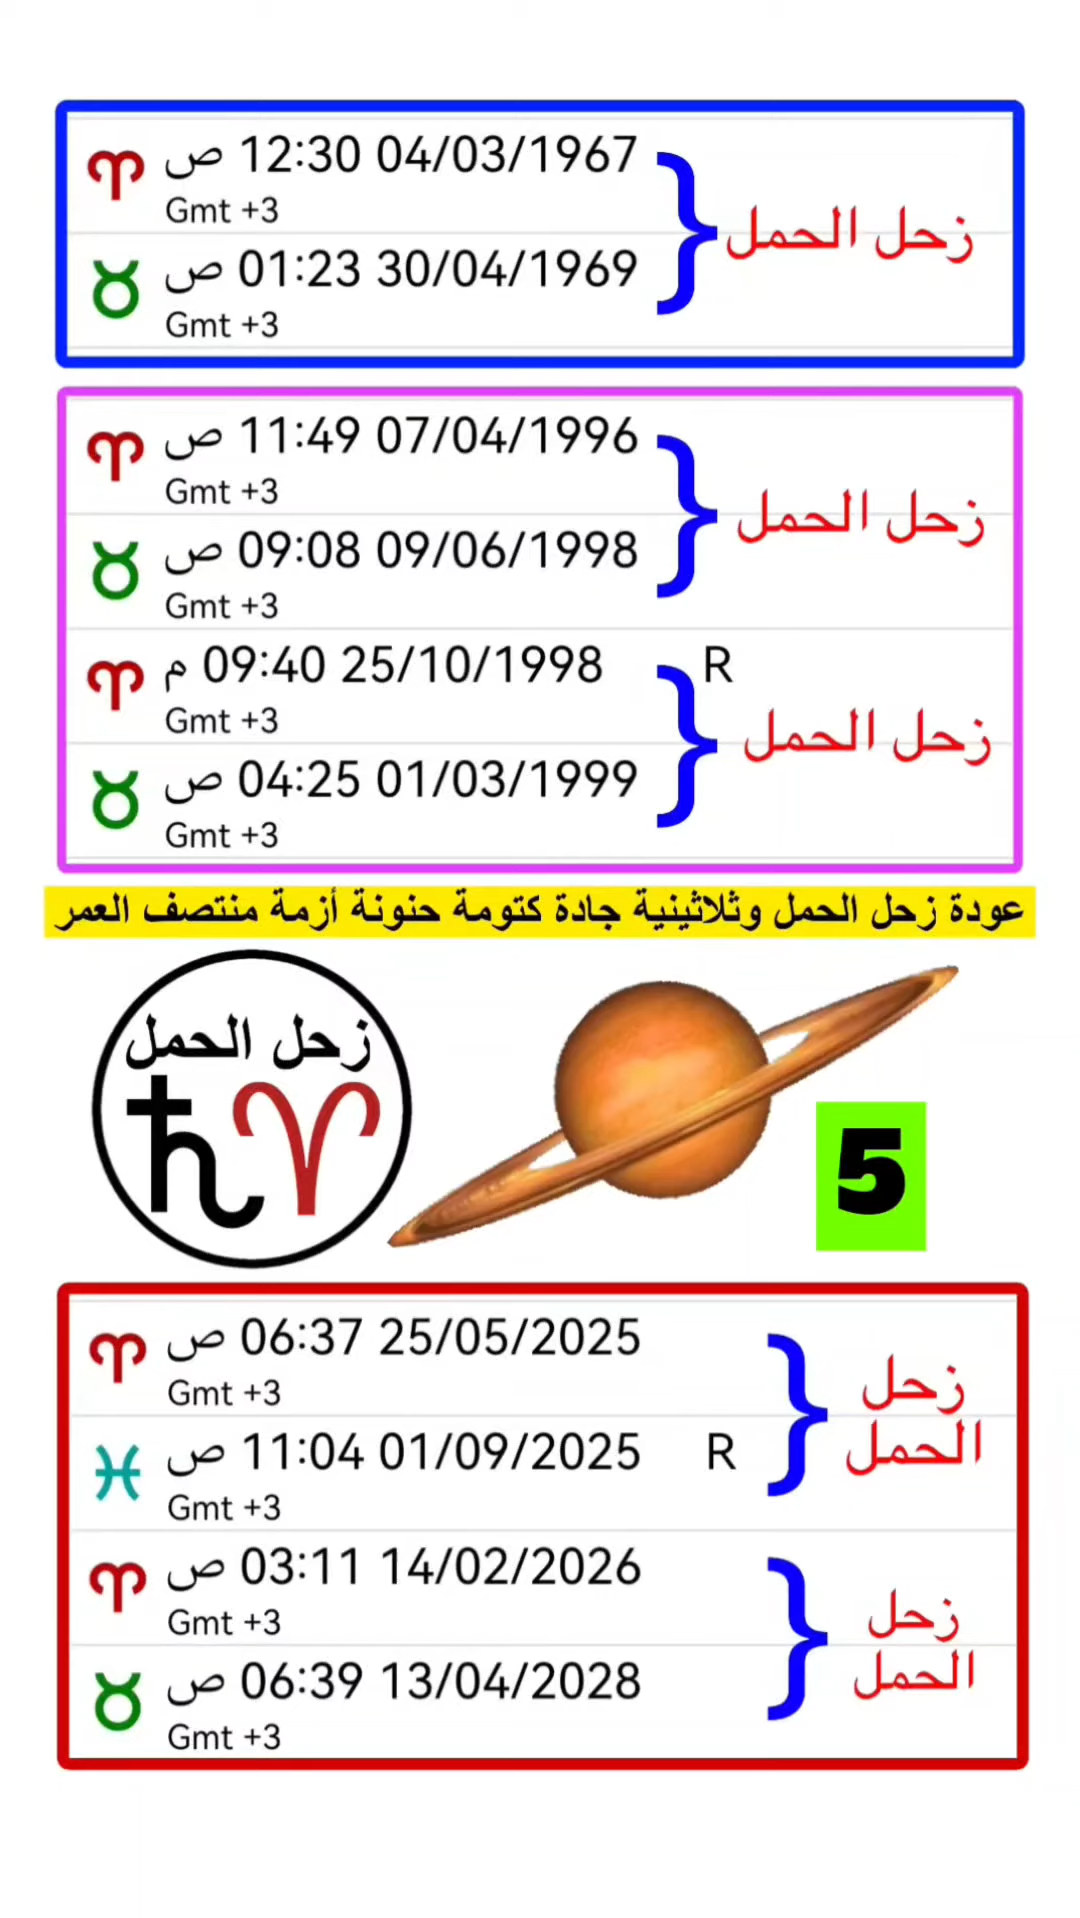 ♈ 04/03/1967 12:30 ص
Gmt +3
زحل الحمل
♉ 30/04/1969 01:23 ص
Gmt +3
♈ 07/04/1996 11:49 ص
Gmt +3
زحل الحمل
♉ 09/06/1998 09:08 ص
Gmt +3
♈ 25/10/1998 09:40 م R
Gmt +3
زحل الحمل
♉ 01/03/1999 04:25 ص
Gmt +3
عودة زحل الحمل وثلاثينية جادة كتومة حنونة أزمة منتصف العمر
زحل الحمل
♄♈
5
♈ 25/05/2025 06:37 ص
Gmt +3
زحل
الحمل
♓ 01/09/2025 11:04 ص R
Gmt +3
♈ 14/02/2026 03:11 ص
Gmt +3
زحل
الحمل
♉ 13/04/2028 06:39 ص
Gmt +3